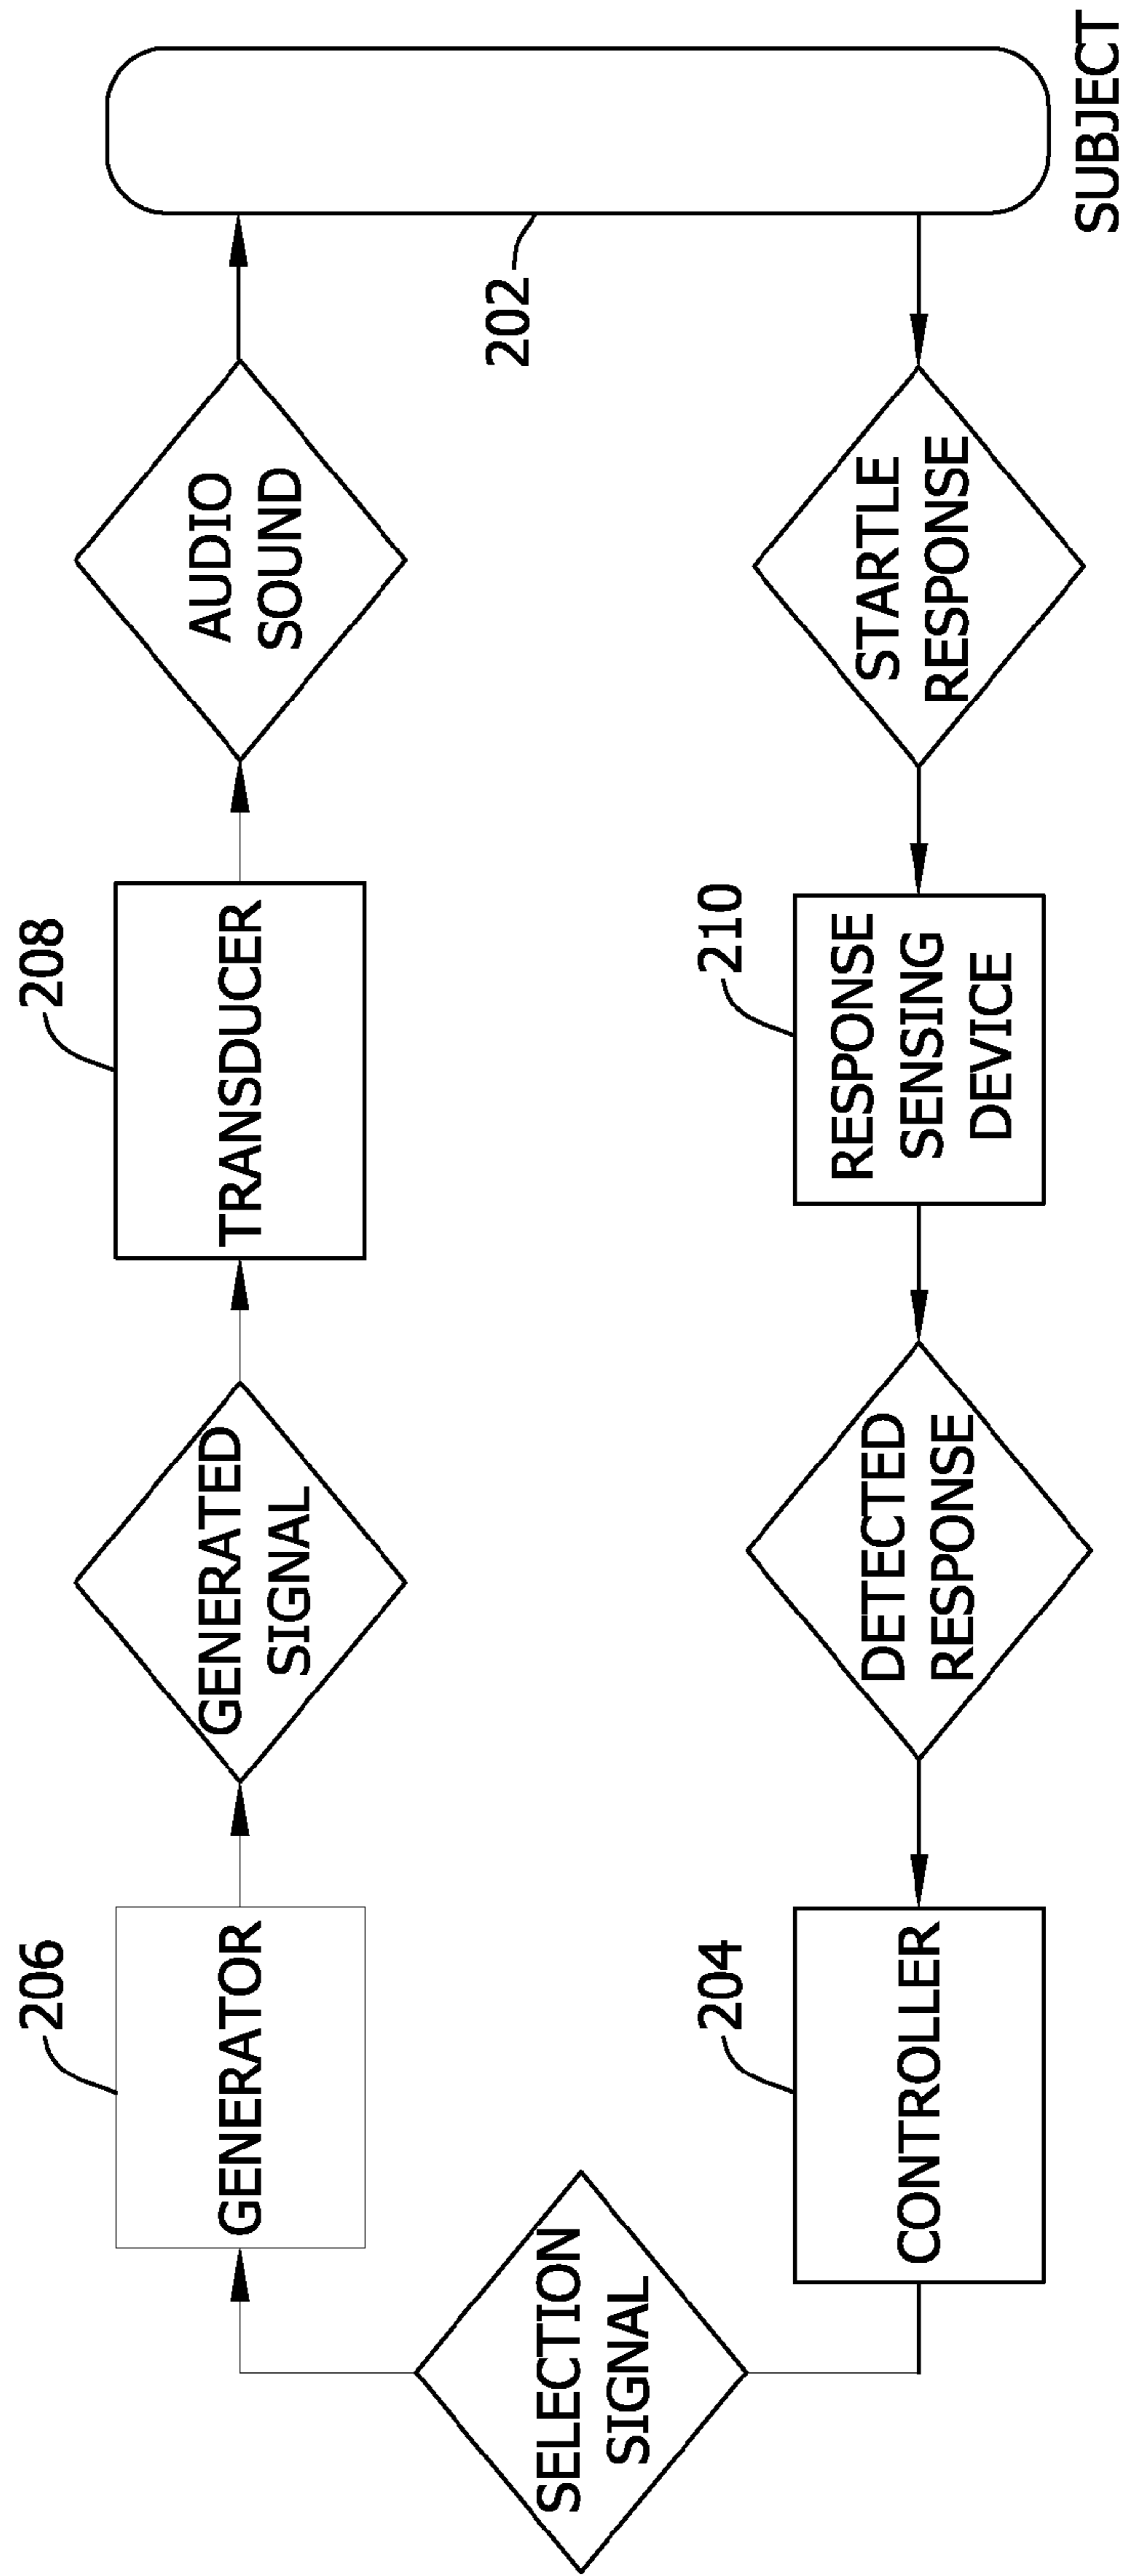 206
208
GENERATOR
GENERATED
SIGNAL
TRANSDUCER
AUDIO
SOUND
SELECTION
SIGNAL
202
204
210
CONTROLLER
DETECTED
RESPONSE
RESPONSE
SENSING
DEVICE
STARTLE
RESPONSE
SUBJECT